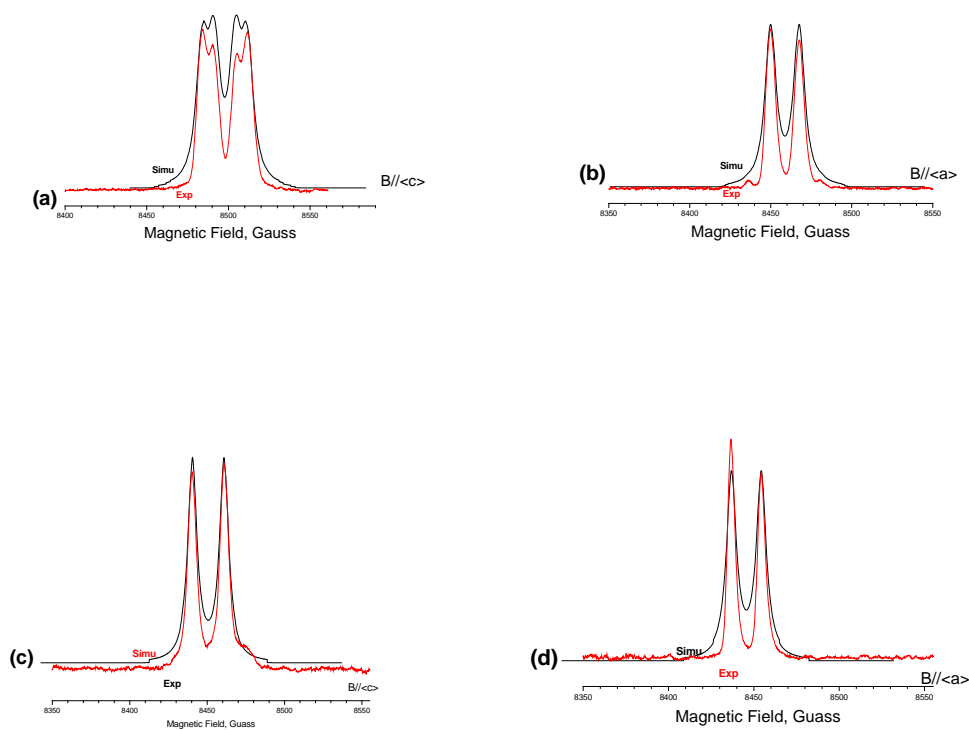 Simu
Exp
B//<c>
(a)
8400 8450 8500 8550
Magnetic Field, Gauss
Simu
Exp
B//<a>
(b)
8350 8400 8450 8500 8550
Magnetic Field, Guass
Simu
Exp
B//<c>
(c)
8350 8400 8450 8500 8550
Magnetic Field, Guass
Simu
Exp
B//<a>
(d)
8350 8400 8450 8500 8550
Magnetic Field, Guass